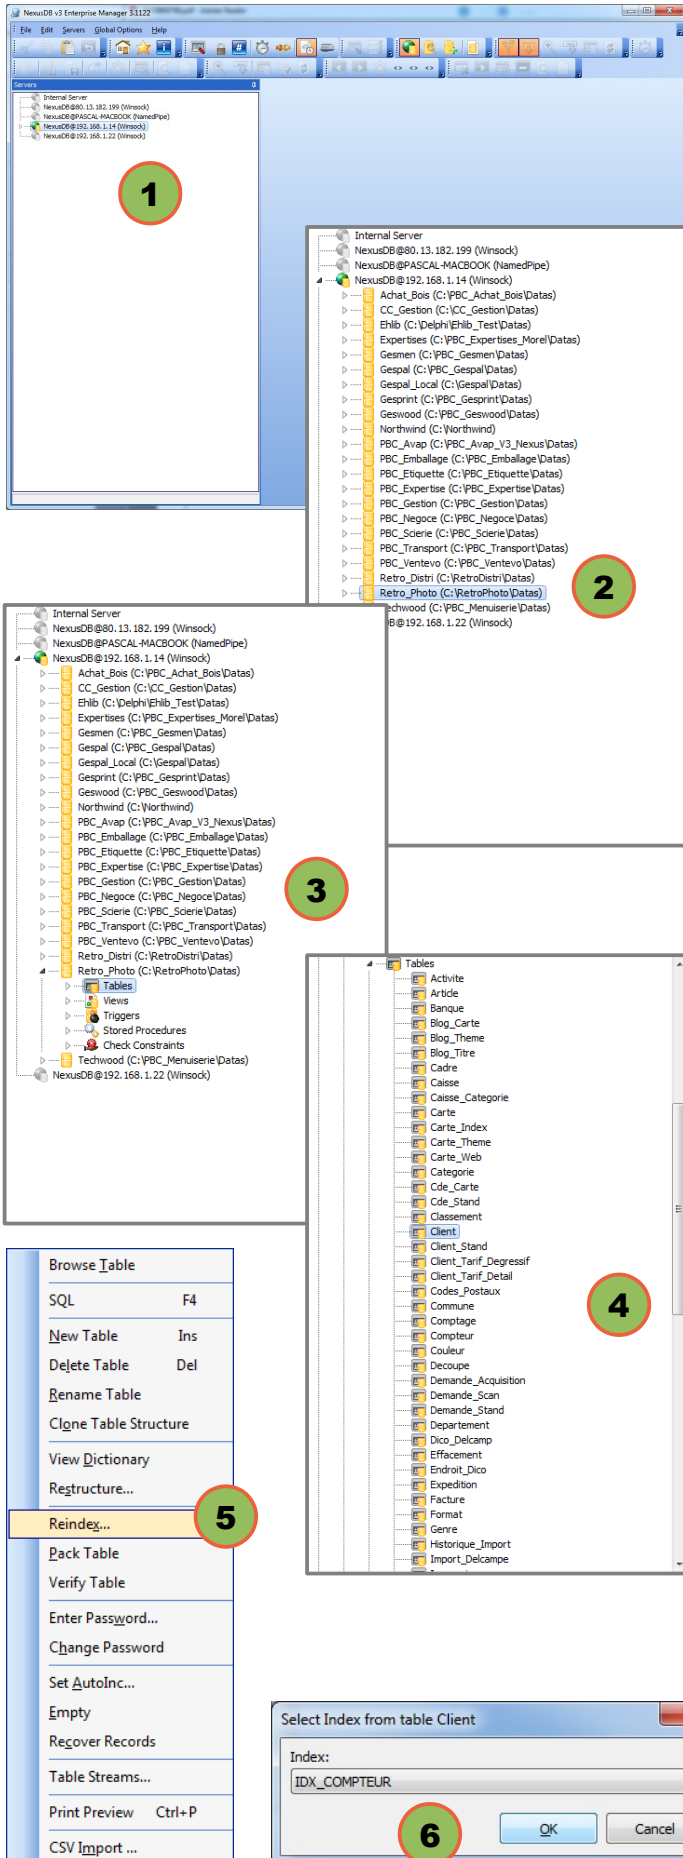 NexusDB v3 Enterprise Manager 3.1122
File Edit Servers Global Options Help
Servers
Internal Server
NexusDB@80.13.182.199 (Winsock)
NexusDB@PASCAL-MACBOOK (NamedPipe)
NexusDB@192.168.1.14 (Winsock)
NexusDB@192.168.1.22 (Winsock)
1
Internal Server
NexusDB@80.13.182.199 (Winsock)
NexusDB@PASCAL-MACBOOK (NamedPipe)
NexusDB@192.168.1.14 (Winsock)
Achat_Bois (C:\PBC_Achat_Bois\Datas)
CC_Gestion (C:\CC_Gestion\Datas)
Ehlib (C:\Delphi\Ehlib_Test\Datas)
Expertises (C:\PBC_Expertises_Morel\Datas)
Gesmen (C:\PBC_Gesmen\Datas)
Gespal (C:\PBC_Gespal\Datas)
Gespal_Local (C:\Gespal\Datas)
Gesprint (C:\PBC_Gesprint\Datas)
Geswood (C:\PBC_Geswood\Datas)
Northwind (C:\Northwind)
PBC_Avap (C:\PBC_Avap_V3_Nexus\Datas)
PBC_Emballage (C:\PBC_Emballage\Datas)
PBC_Etiquette (C:\PBC_Etiquette\Datas)
PBC_Expertise (C:\PBC_Expertise\Datas)
PBC_Gestion (C:\PBC_Gestion\Datas)
PBC_Negoce (C:\PBC_Negoce\Datas)
PBC_Scierie (C:\PBC_Scierie\Datas)
PBC_Transport (C:\PBC_Transport\Datas)
PBC_Ventevo (C:\PBC_Ventevo\Datas)
Retro_Distri (C:\RetroDistri\Datas)
Retro_Photo (C:\RetroPhoto\Datas)
echwood (C:\PBC_Menuiserie\Datas)
DB@192.168.1.22 (Winsock)
2
Internal Server
NexusDB@80.13.182.199 (Winsock)
NexusDB@PASCAL-MACBOOK (NamedPipe)
NexusDB@192.168.1.14 (Winsock)
Achat_Bois (C:\PBC_Achat_Bois\Datas)
CC_Gestion (C:\CC_Gestion\Datas)
Ehlib (C:\Delphi\Ehlib_Test\Datas)
Expertises (C:\PBC_Expertises_Morel\Datas)
Gesmen (C:\PBC_Gesmen\Datas)
Gespal (C:\PBC_Gespal\Datas)
Gespal_Local (C:\Gespal\Datas)
Gesprint (C:\PBC_Gesprint\Datas)
Geswood (C:\PBC_Geswood\Datas)
Northwind (C:\Northwind)
PBC_Avap (C:\PBC_Avap_V3_Nexus\Datas)
PBC_Emballage (C:\PBC_Emballage\Datas)
PBC_Etiquette (C:\PBC_Etiquette\Datas)
PBC_Expertise (C:\PBC_Expertise\Datas)
PBC_Gestion (C:\PBC_Gestion\Datas)
PBC_Negoce (C:\PBC_Negoce\Datas)
PBC_Scierie (C:\PBC_Scierie\Datas)
PBC_Transport (C:\PBC_Transport\Datas)
PBC_Ventevo (C:\PBC_Ventevo\Datas)
Retro_Distri (C:\RetroDistri\Datas)
Retro_Photo (C:\RetroPhoto\Datas)
Tables
Views
Triggers
Stored Procedures
Check Constraints
Techwood (C:\PBC_Menuiserie\Datas)
NexusDB@192.168.1.22 (Winsock)
3
Tables
Activite
Article
Banque
Blog_Carte
Blog_Theme
Blog_Titre
Cadre
Caisse
Caisse_Categorie
Carte
Carte_Index
Carte_Theme
Carte_Web
Categorie
Cde_Carte
Cde_Stand
Classement
Client
Client_Stand
Client_Tarif_Degressif
Client_Tarif_Detail
Codes_Postaux
Commune
Comptage
Compteur
Couleur
Decoupe
Demande_Acquisition
Demande_Scan
Demande_Stand
Departement
Dico_Delcamp
Effacement
Endroit_Dico
Expedition
Facture
Format
Genre
Historique_Import
Import_Delcampe
4
Browse Table
SQL F4
New Table Ins
Delete Table Del
Rename Table
Clone Table Structure
View Dictionary
Restructure...
Reindex...
Pack Table
Verify Table
Enter Password...
Change Password
Set AutoInc...
Empty
Recover Records
Table Streams...
Print Preview Ctrl+P
CSV Import ...
5
Select Index from table Client
Index:
IDX_COMPTEUR
OK Cancel
6